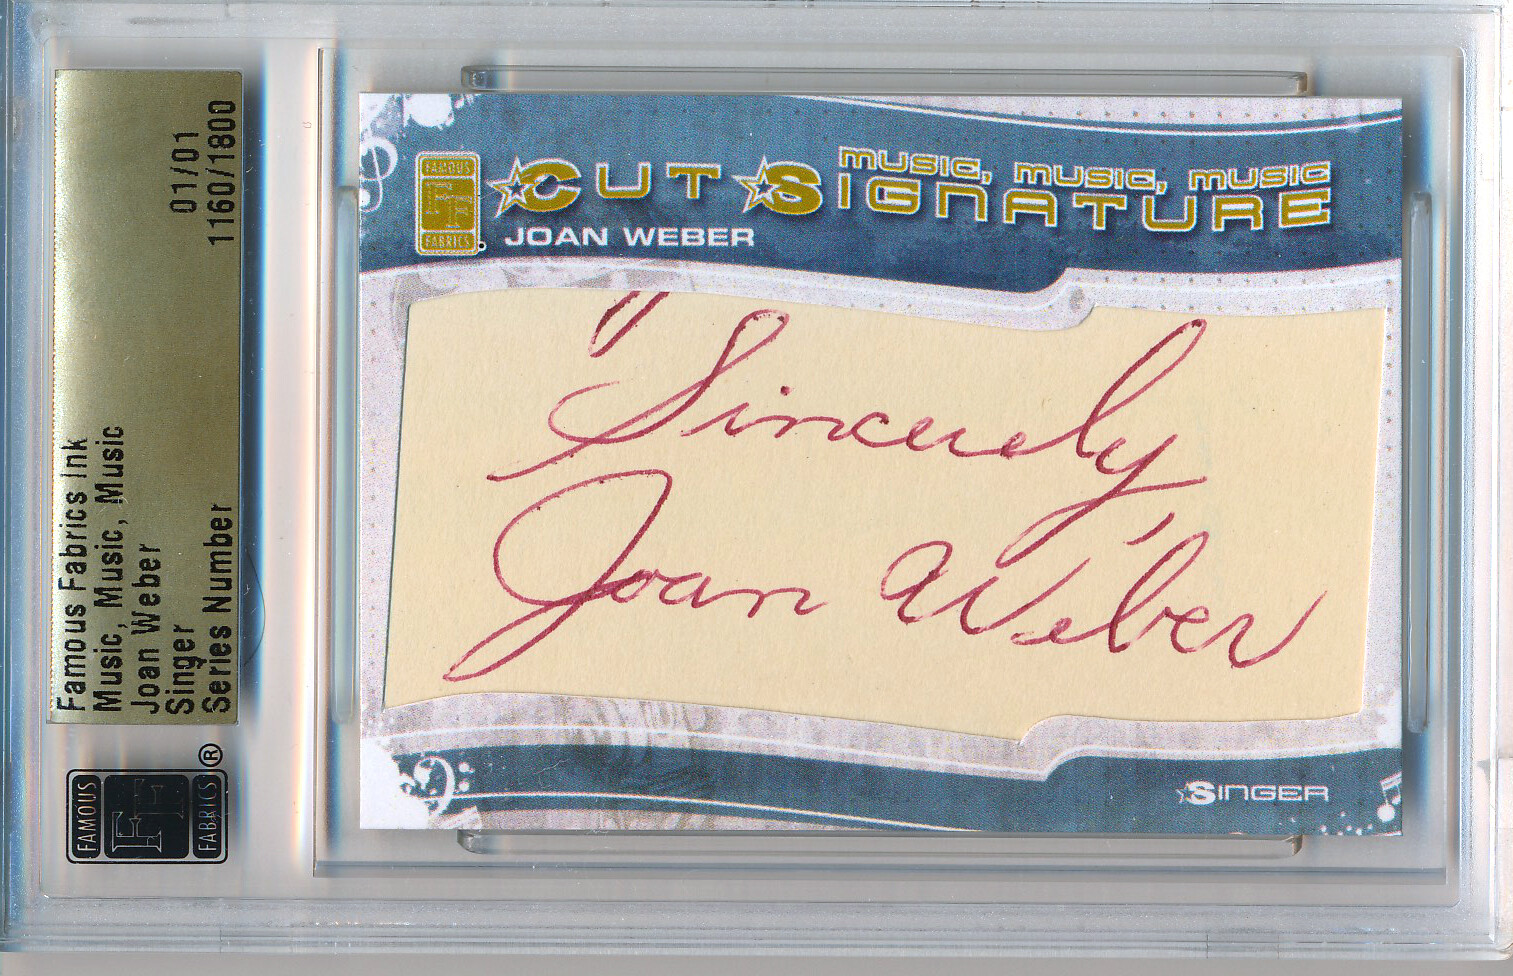 Famous Fabrics Ink
Music, Music, Music
Joan Weber
Singer
Series Number
01/01
1160/1800
FAMOUS
FF
FABRICS
®
FAMOUS
FF
FABRICS
CUT SIGNATURE
MUSIC, MUSIC, MUSIC
JOAN WEBER
Sincerely,
Joan Weber
SINGER